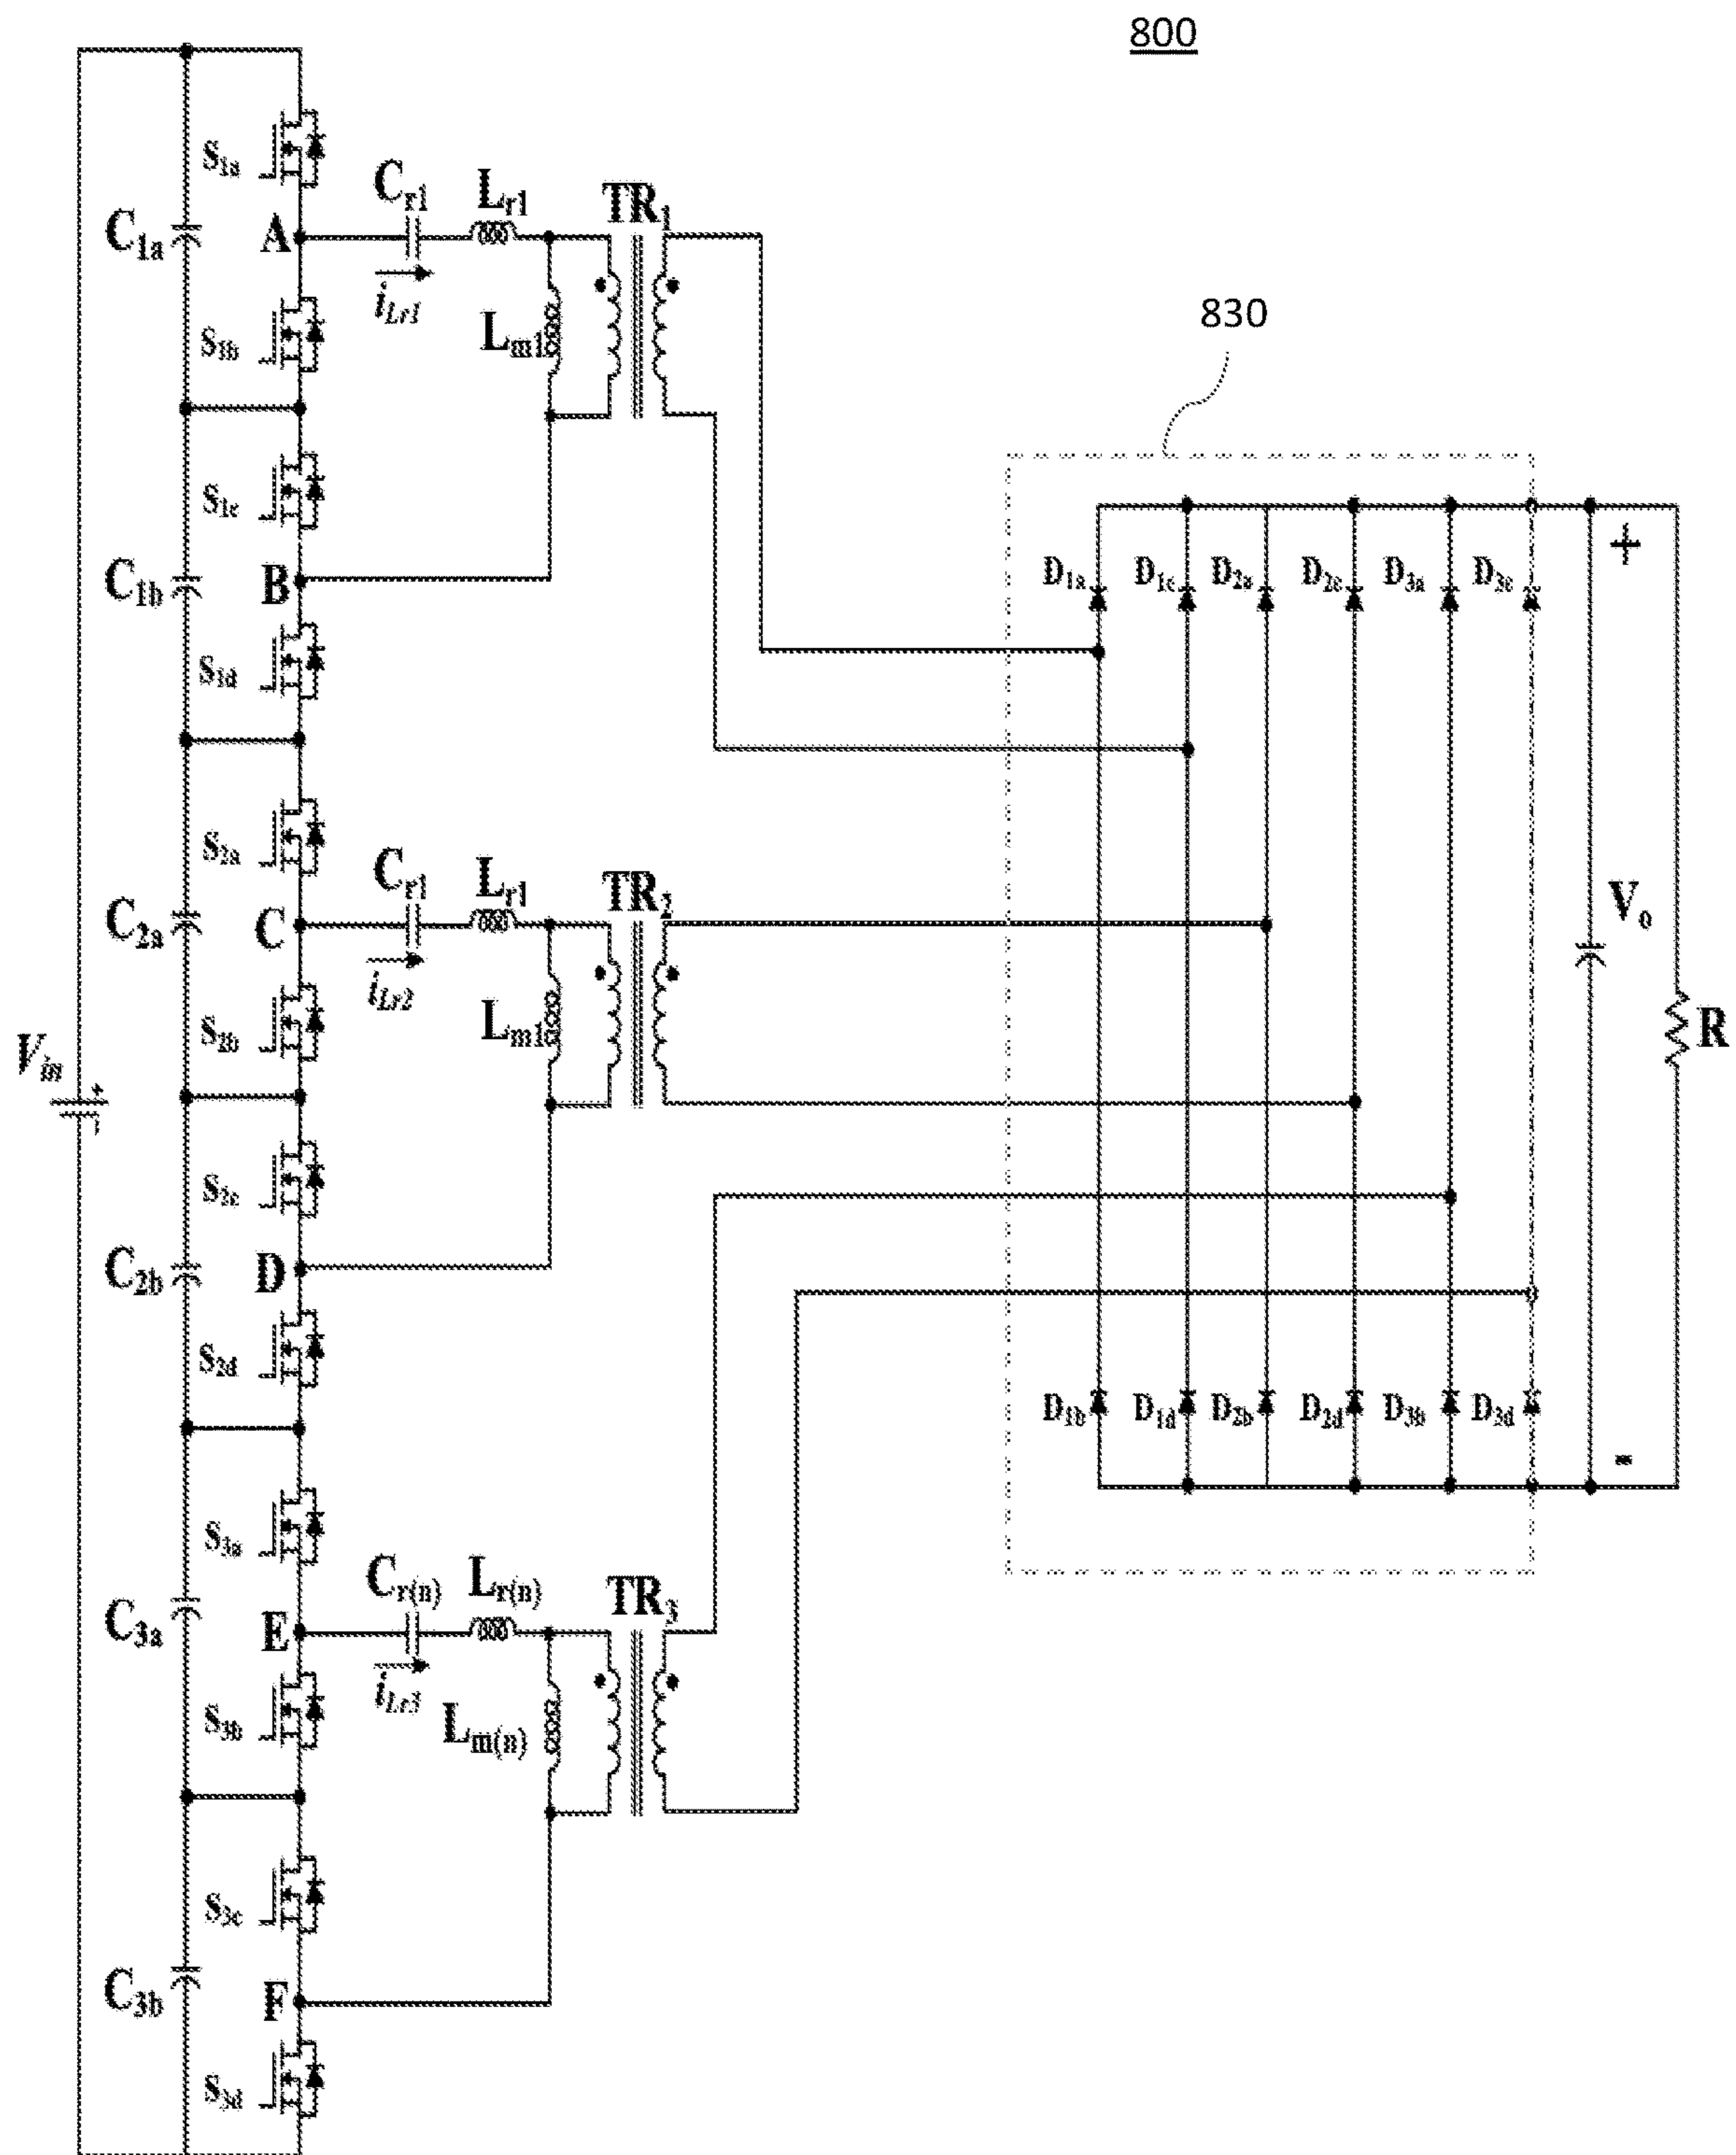 800
S1a
Cr1
Lr1
TR1
C1a
A
iLr1
S1b
Lm1
830
S1c
C1b
B
D1a
D1c
D2a
D2c
D3a
D3c
+
S1d
S2a
Cr1
Lr1
TR2
C2a
C
Vo
iLr2
S2b
Lm1
R
Vin
+
-
S2c
C2b
D
S2d
D1b
D1d
D2b
D2d
D3b
D3d
-
S3a
Cr(n)
Lr(n)
TR3
C3a
E
iLr3
S3b
Lm(n)
S3c
C3b
F
S3d